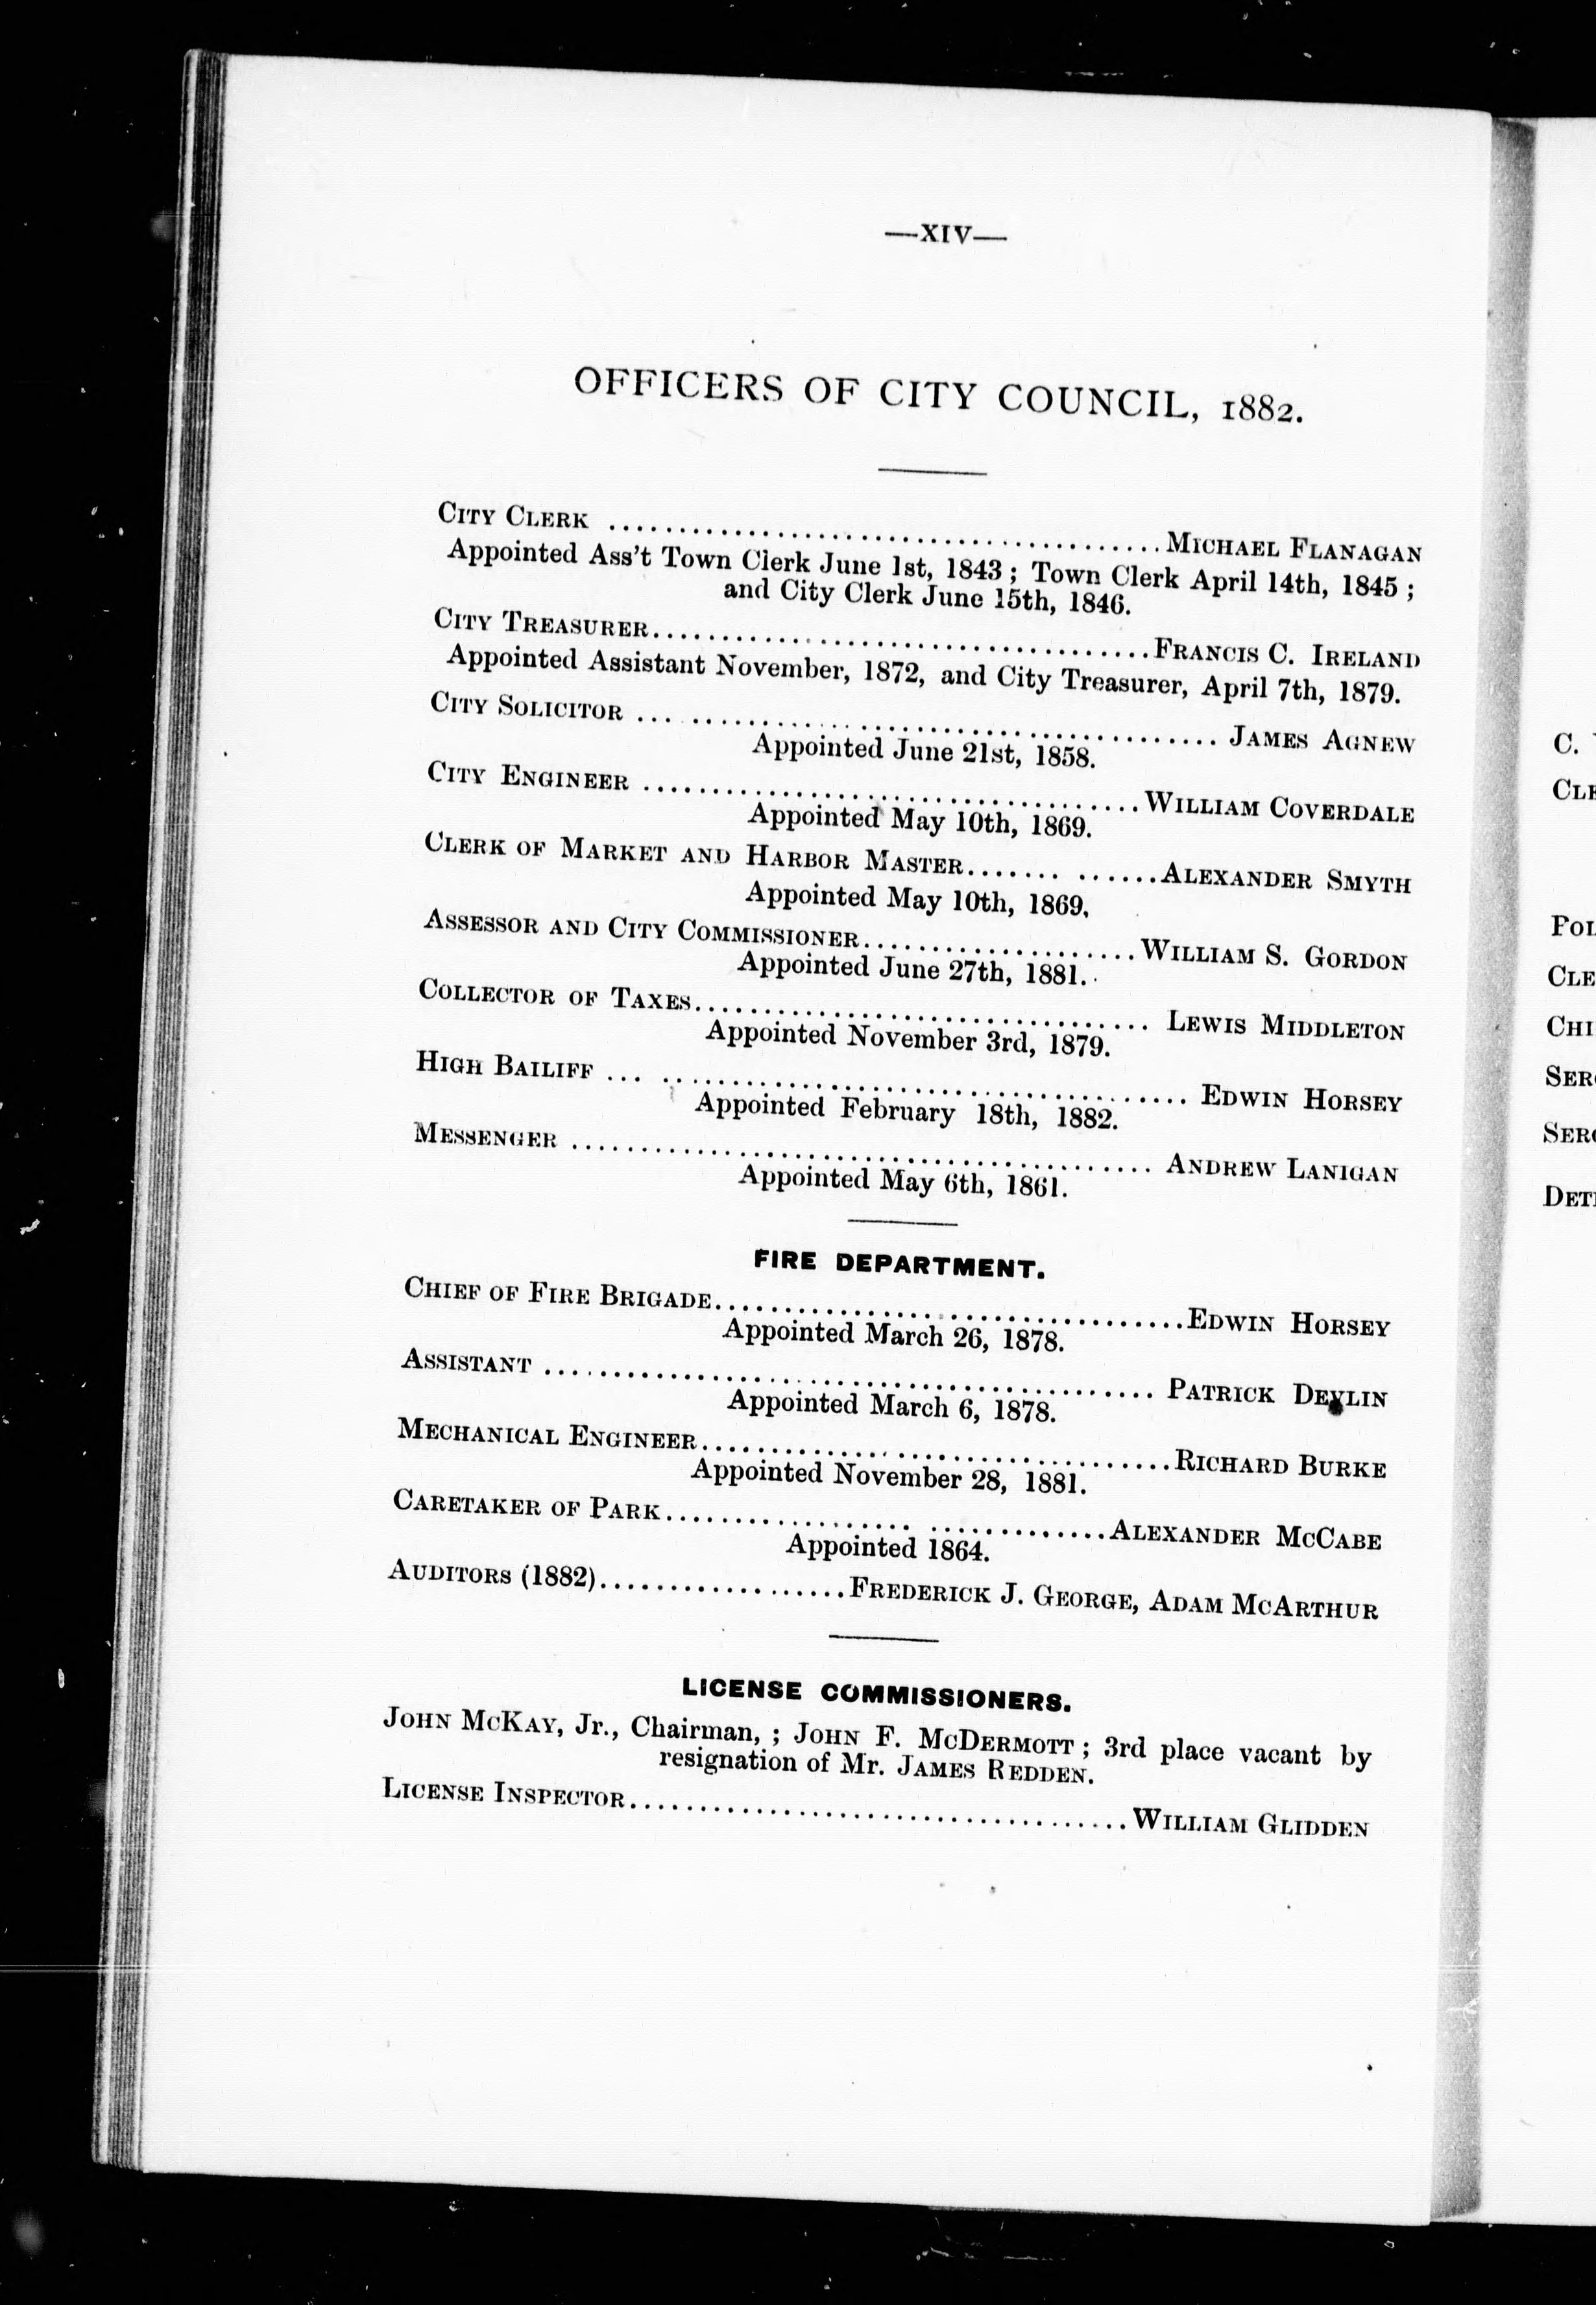 —XIV—
OFFICERS OF CITY COUNCIL, 1882.
CITY CLERK ........................................ MICHAEL FLANAGAN
Appointed Ass't Town Clerk June 1st, 1843 ; Town Clerk April 14th, 1845 ;
and City Clerk June 15th, 1846.
CITY TREASURER.................................... FRANCIS C. IRELAND
Appointed Assistant November, 1872, and City Treasurer, April 7th, 1879.
CITY SOLICITOR ... ..................................... JAMES AGNEW
Appointed June 21st, 1858.
CITY ENGINEER .................................... WILLIAM COVERDALE
Appointed May 10th, 1869.
CLERK OF MARKET AND HARBOR MASTER....... ......ALEXANDER SMYTH
Appointed May 10th, 1869.
ASSESSOR AND CITY COMMISSIONER.................... WILLIAM S. GORDON
Appointed June 27th, 1881.
COLLECTOR OF TAXES................................. LEWIS MIDDLETON
Appointed November 3rd, 1879.
HIGH BAILIFF ... ...................................... EDWIN HORSEY
Appointed February 18th, 1882.
MESSENGER .......................................... ANDREW LANIGAN
Appointed May 6th, 1861.
FIRE DEPARTMENT.
CHIEF OF FIRE BRIGADE..................................EDWIN HORSEY
Appointed March 26, 1878.
ASSISTANT ............................................ PATRICK DEVLIN
Appointed March 6, 1878.
MECHANICAL ENGINEER..................................RICHARD BURKE
Appointed November 28, 1881.
CARETAKER OF PARK.................. .............ALEXANDER MCCABE
Appointed 1864.
AUDITORS (1882)..................FREDERICK J. GEORGE, ADAM MCARTHUR
LICENSE COMMISSIONERS.
JOHN MCKAY, Jr., Chairman, ; JOHN F. MCDERMOTT ; 3rd place vacant by
resignation of Mr. JAMES REDDEN.
LICENSE INSPECTOR....................................WILLIAM GLIDDEN
C.